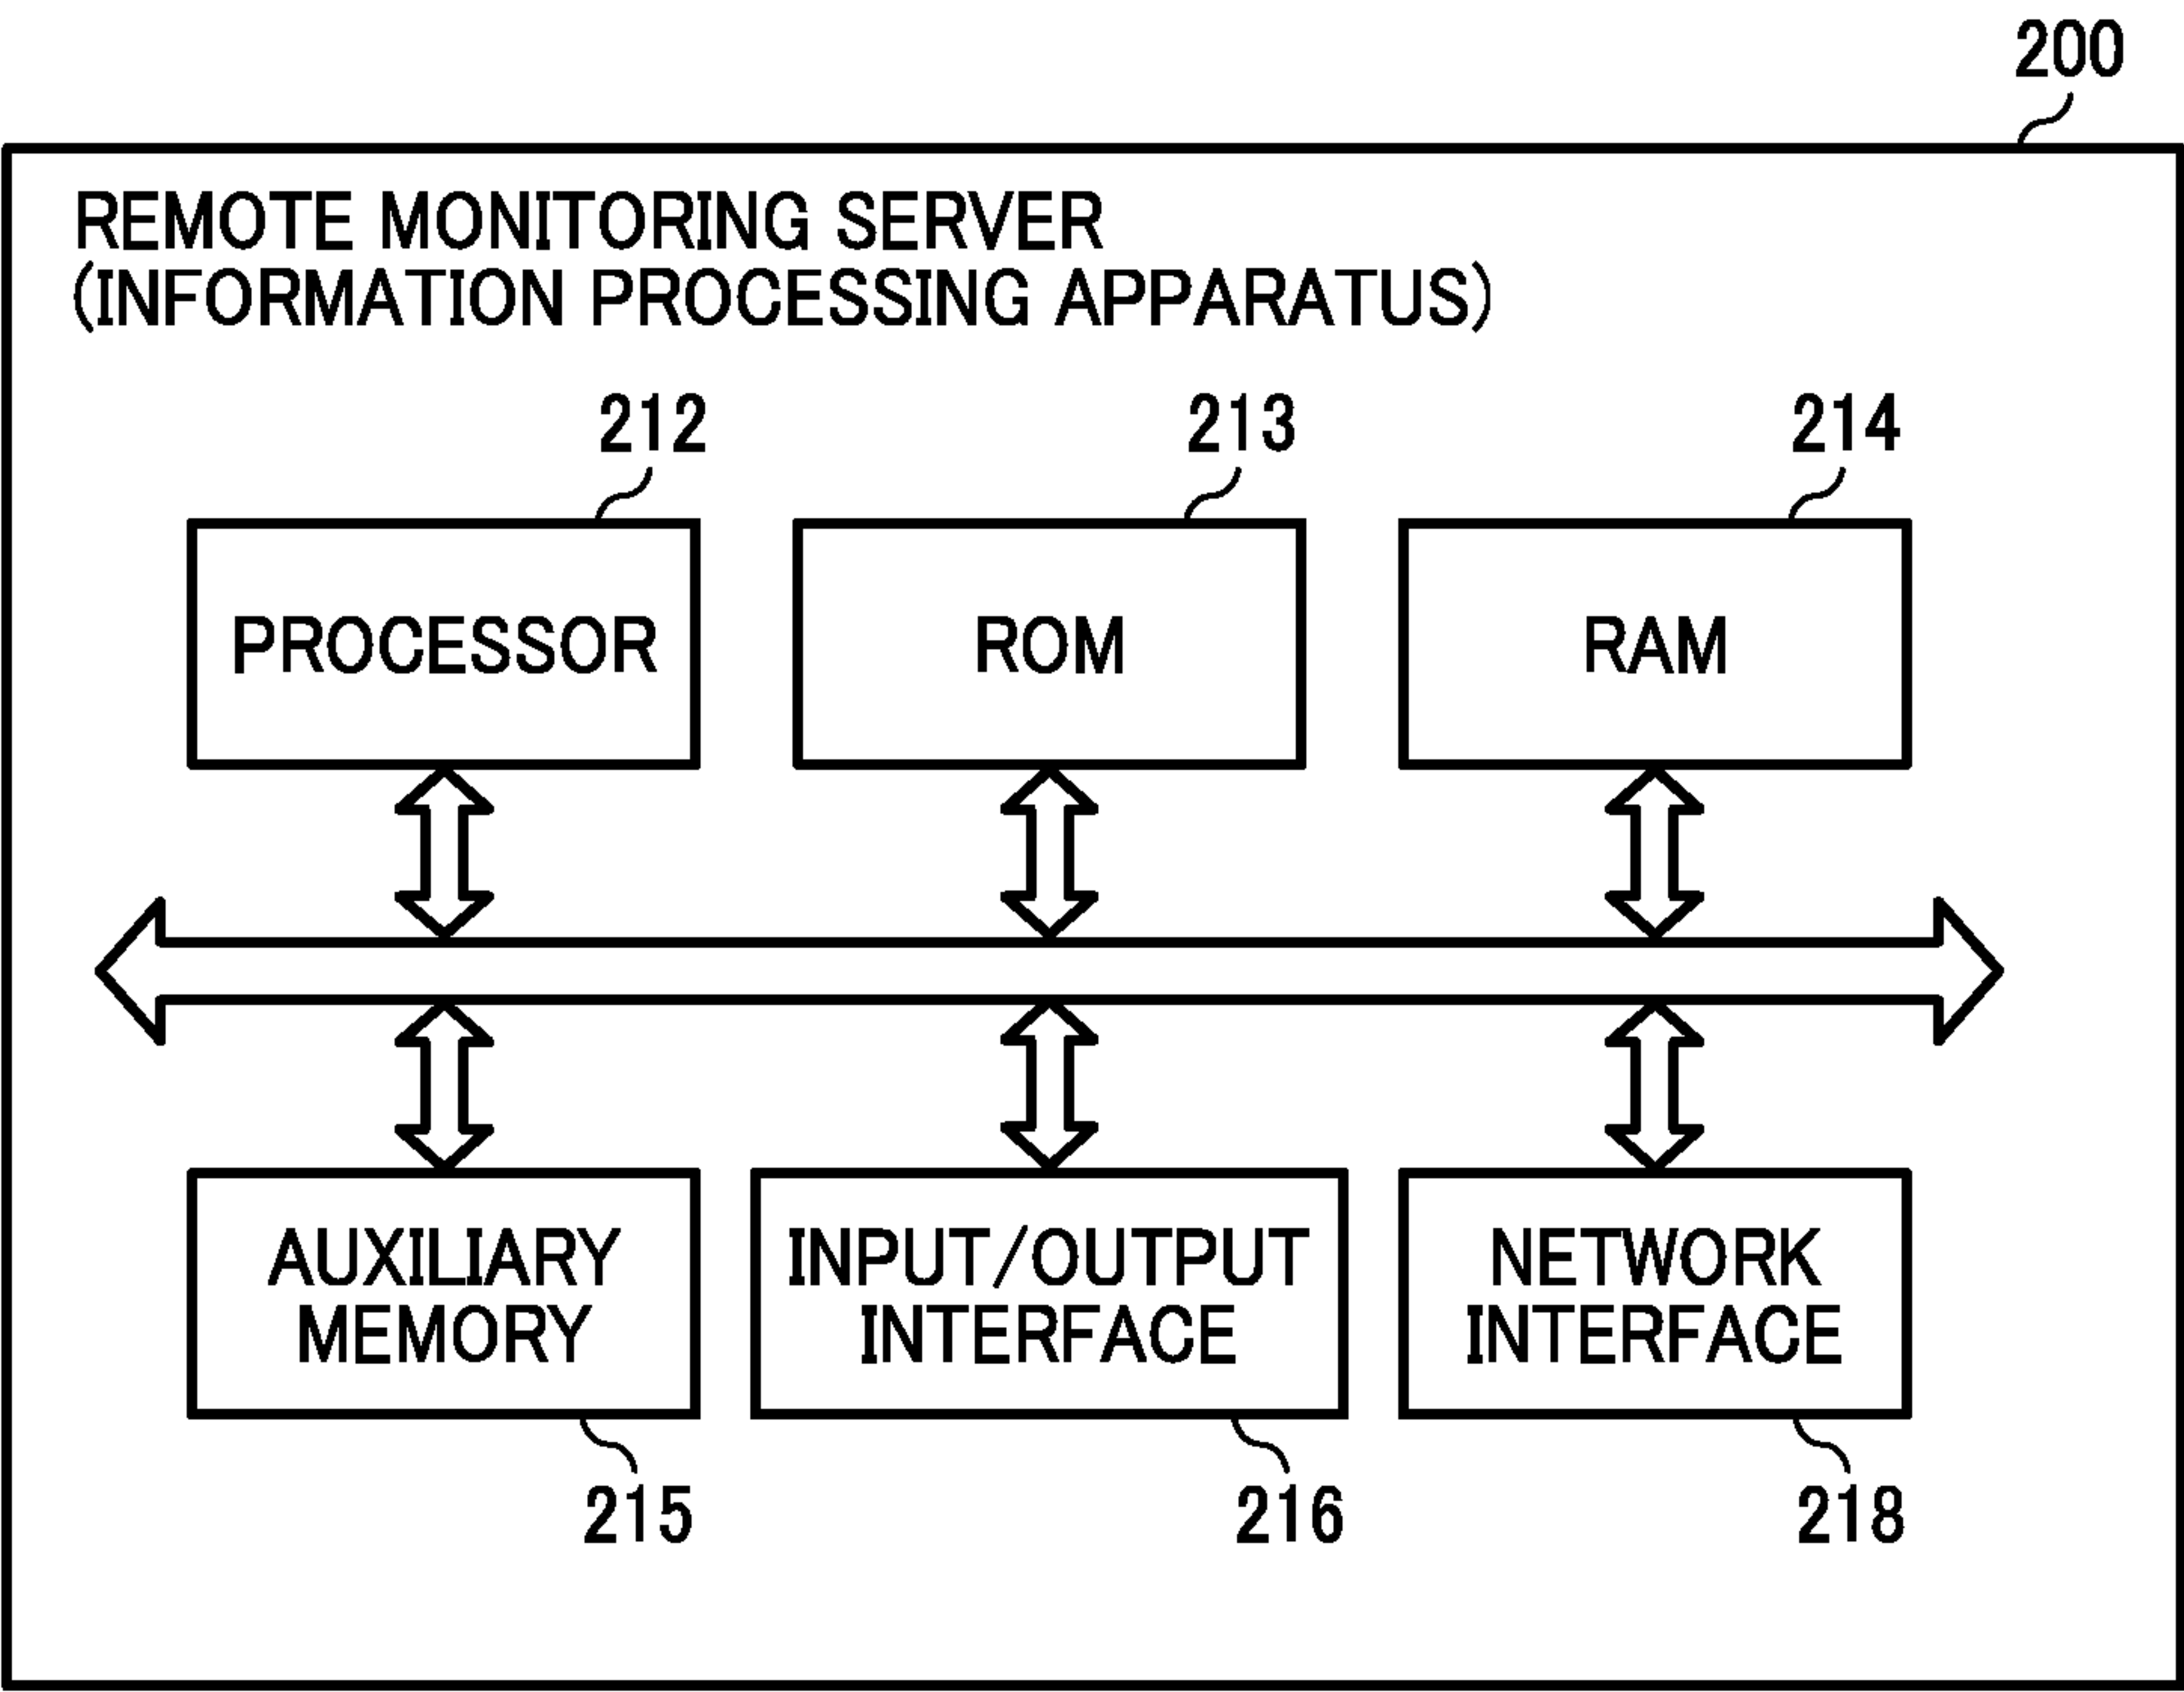 200
REMOTE MONITORING SERVER
(INFORMATION PROCESSING APPARATUS)
212
213
214
PROCESSOR
ROM
RAM
AUXILIARY
MEMORY
INPUT/OUTPUT
INTERFACE
NETWORK
INTERFACE
215
216
218